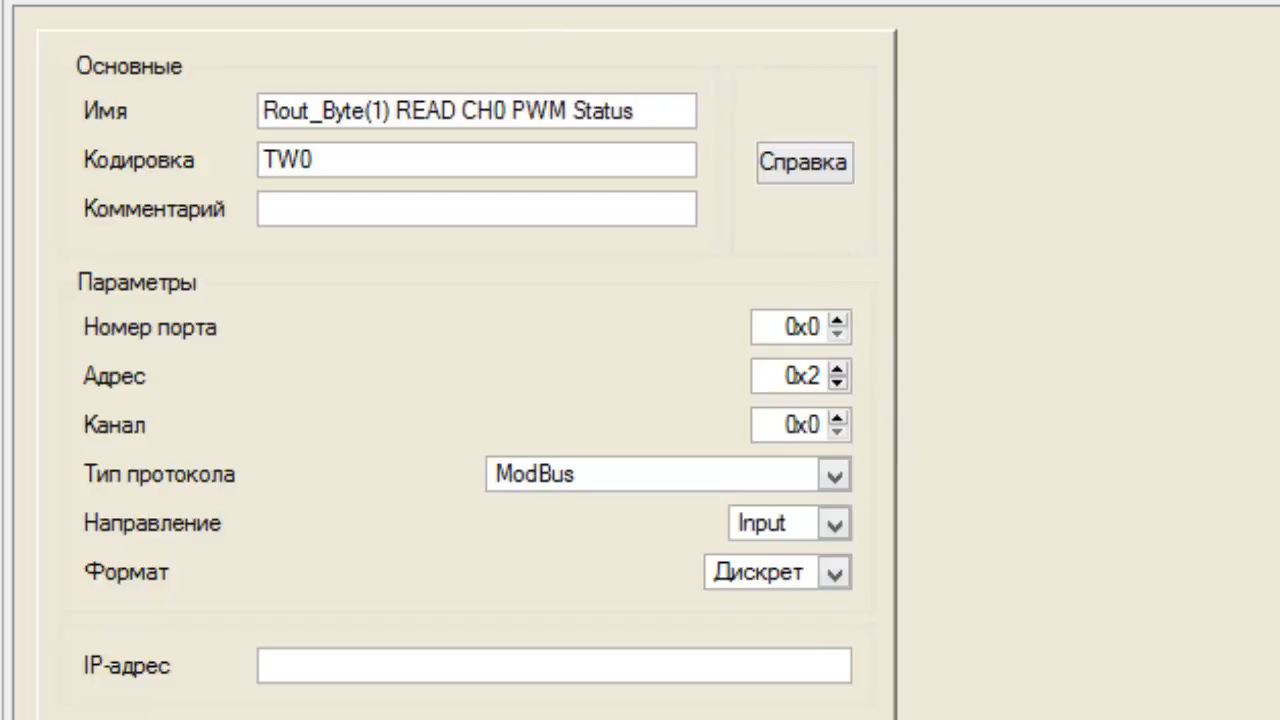 Основные
Имя Rout_Byte(1) READ CH0 PWM Status
Кодировка TW0
Справка
Комментарий
Параметры
Номер порта 0x0
Адрес 0x2
Канал 0x0
Тип протокола ModBus
Направление Input
Формат Дискрет
IP-адрес